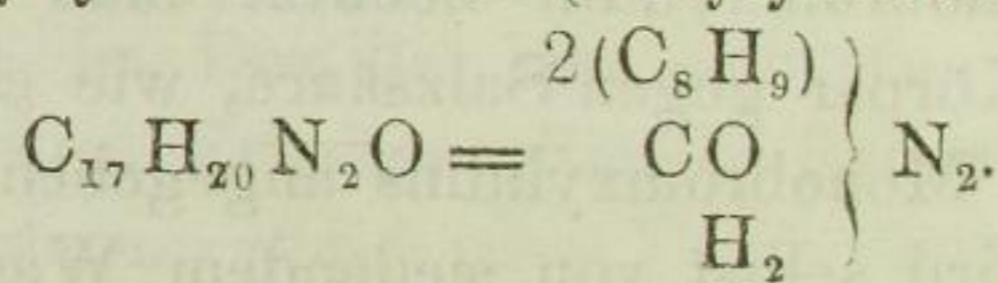 2(C₈H₉)
C₁₇H₂₀N₂O = CO } N₂.
H₂